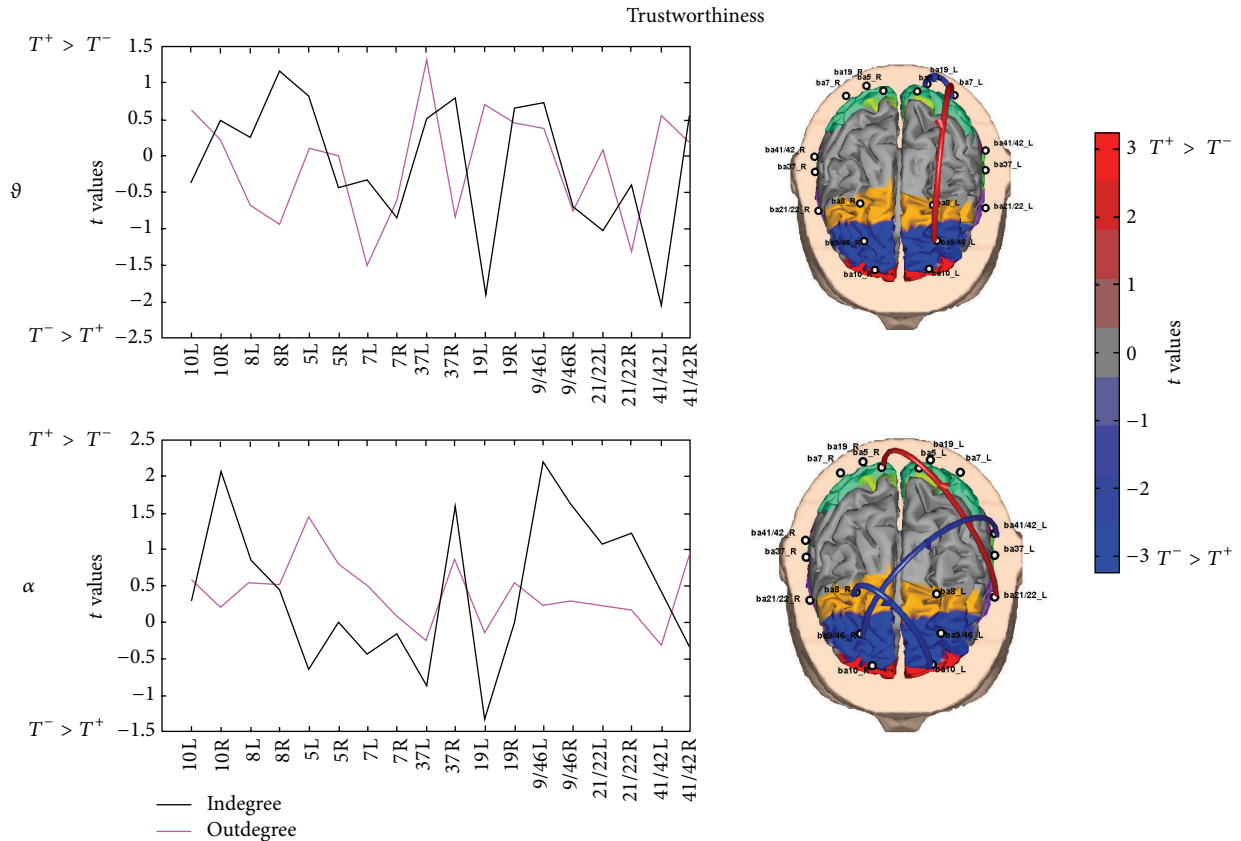 Trustworthiness
T⁺ > T⁻
1.5
1
0.5
0
−0.5
−1
−1.5
−2
T⁻ > T⁺
−2.5
ϑ
t values
10L
10R
8L
8R
5L
5R
7L
7R
37L
37R
19L
19R
9/46L
9/46R
21/22L
21/22R
41/42L
41/42R
ba19_R
ba5_R
ba7_R
ba19_L
ba7_L
ba41/42_R
ba37_R
ba21/22_R
ba41/42_L
ba37_L
ba21/22_L
ba8_R
ba8_L
ba9/46_R
ba9/46_L
ba10_R
ba10_L
3
T⁺ > T⁻
2
1
0
−1
−2
−3
T⁻ > T⁺
t values
T⁺ > T⁻
2.5
2
1.5
1
0.5
0
−0.5
−1
T⁻ > T⁺
−1.5
α
t values
10L
10R
8L
8R
5L
5R
7L
7R
37L
37R
19L
19R
9/46L
9/46R
21/22L
21/22R
41/42L
41/42R
Indegree
Outdegree
ba19_R
ba5_R
ba7_R
ba19_L
ba5_L
ba7_L
ba41/42_R
ba37_R
ba21/22_R
ba41/42_L
ba37_L
ba21/22_L
ba8_R
ba8_L
ba9/46_R
ba9/46_L
ba10_R
ba10_L